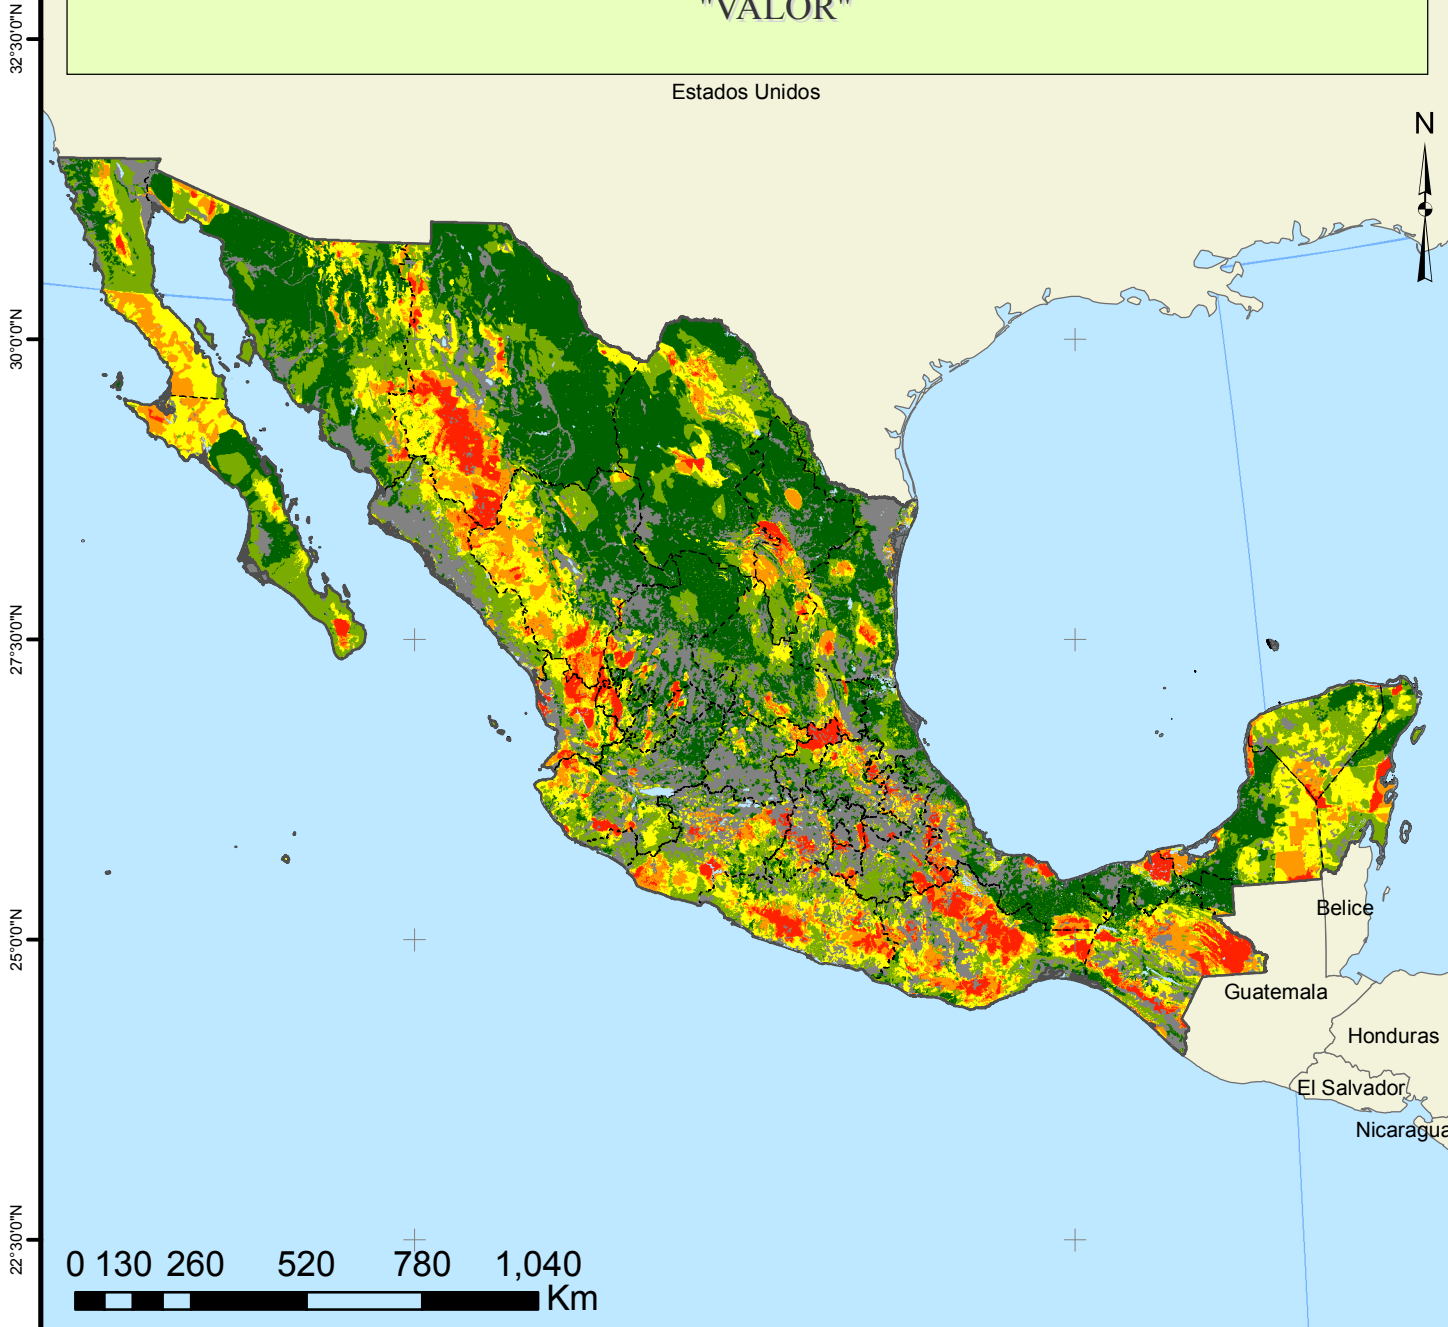 "VALOR"
32°30'0"N
Estados Unidos
N
30°0'0"N
27°30'0"N
25°0'0"N
Belice
Guatemala
Honduras
El Salvador
Nicaragua
22°30'0"N
0 130 260 520 780 1,040
Km